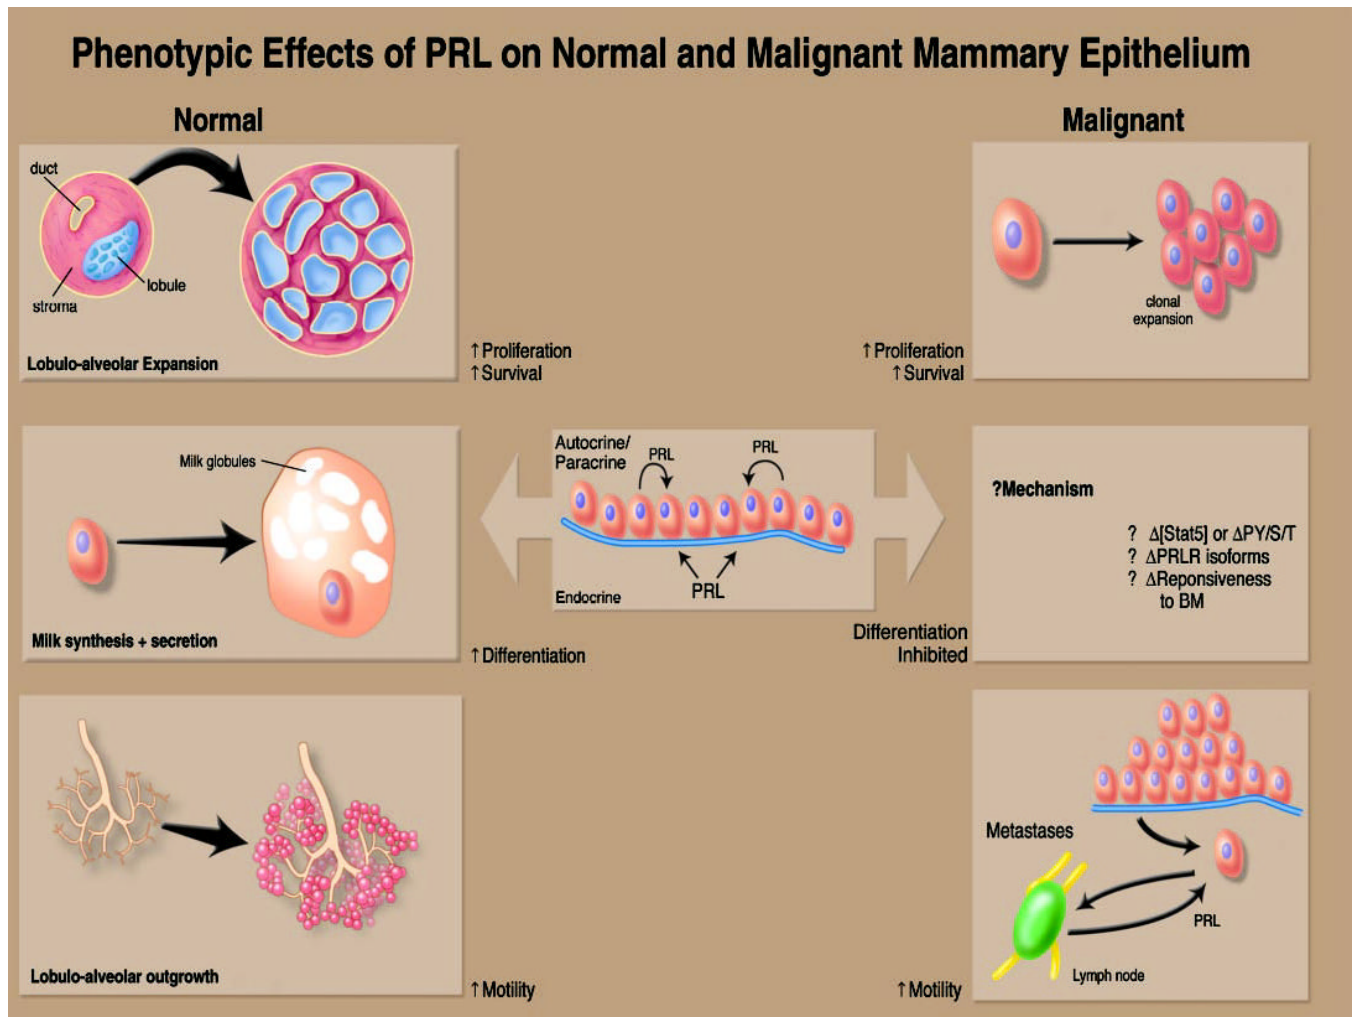 Phenotypic Effects of PRL on Normal and Malignant Mammary Epithelium
Normal
duct
stroma
lobule
Lobulo-alveolar Expansion
↑Proliferation
↑Survival
Malignant
clonal
expansion
↑Proliferation
↑Survival
Milk globules
Milk synthesis + secretion
↑Differentiation
Autocrine/
Paracrine
PRL
PRL
PRL
Endocrine
Differentiation
Inhibited
?Mechanism
? Δ[Stat5] or ΔPY/S/T
? ΔPRLR isoforms
? ΔReponsiveness
to BM
Lobulo-alveolar outgrowth
↑Motility
Metastases
PRL
Lymph node
↑Motility